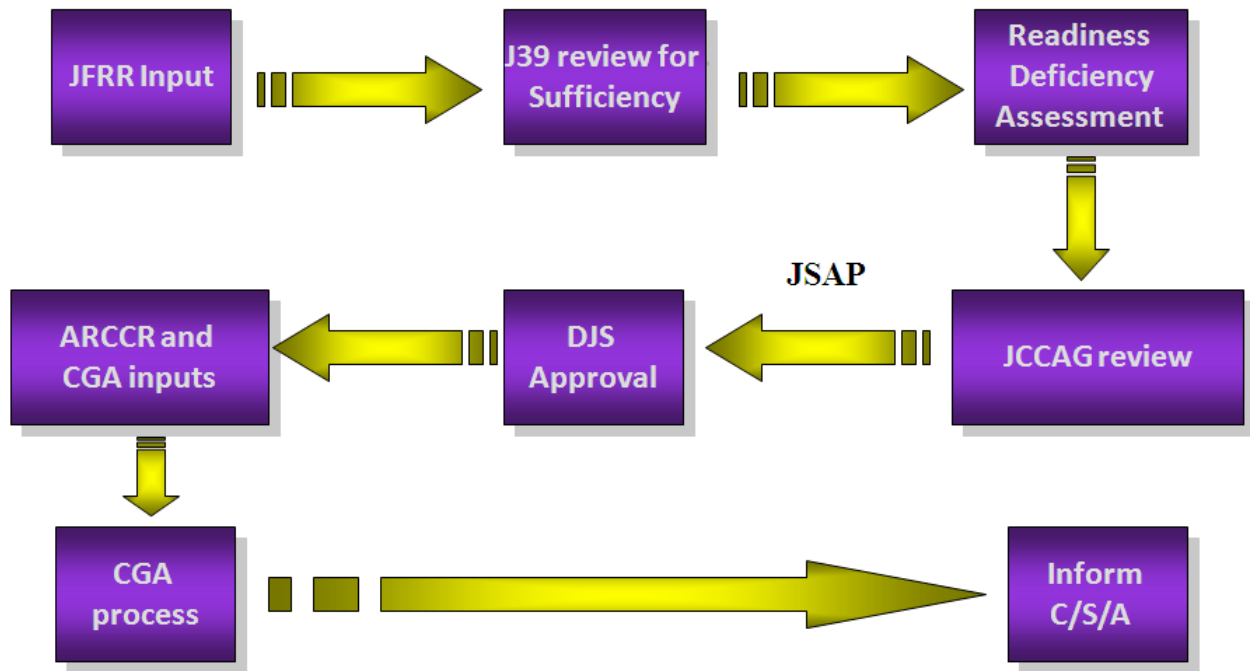 JFRR Input
J39 review for
Sufficiency
Readiness
Deficiency
Assessment
JSAP
ARCCR and
CGA inputs
DJS
Approval
JCCAG review
CGA
process
Inform
C/S/A